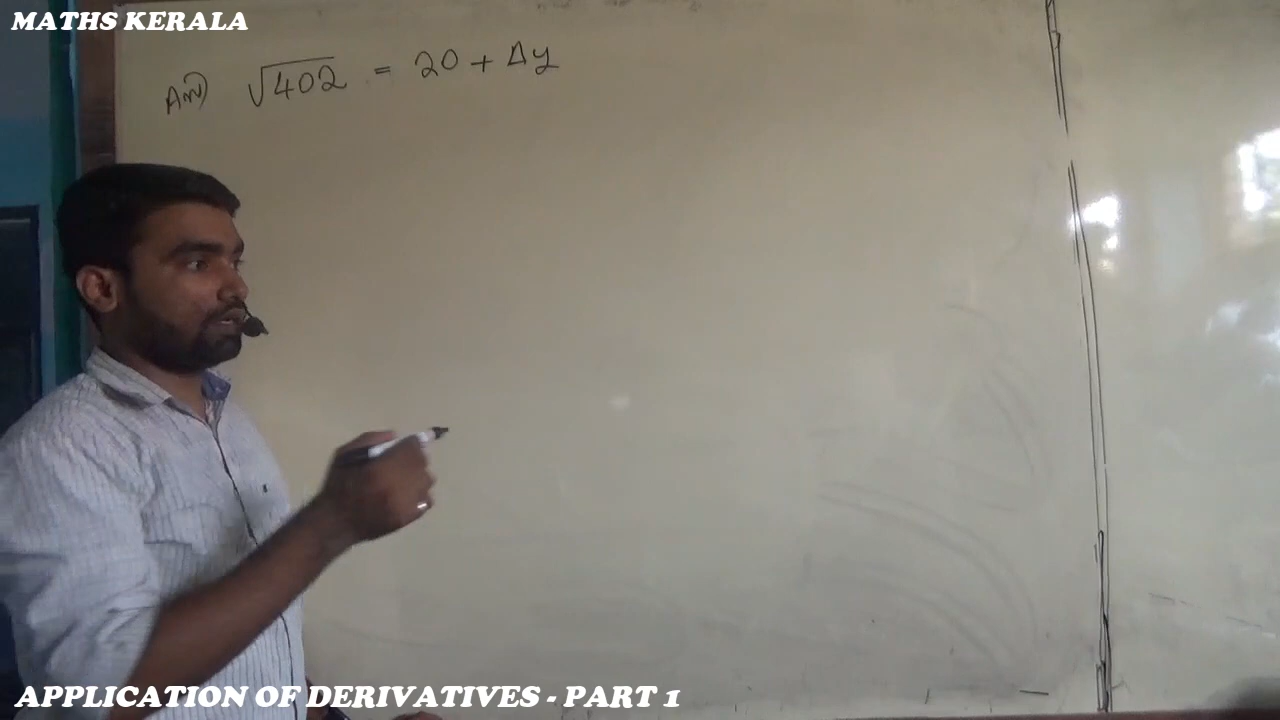 MATHS KERALA
Ans) √402 = 20 + Δy
APPLICATION OF DERIVATIVES - PART 1